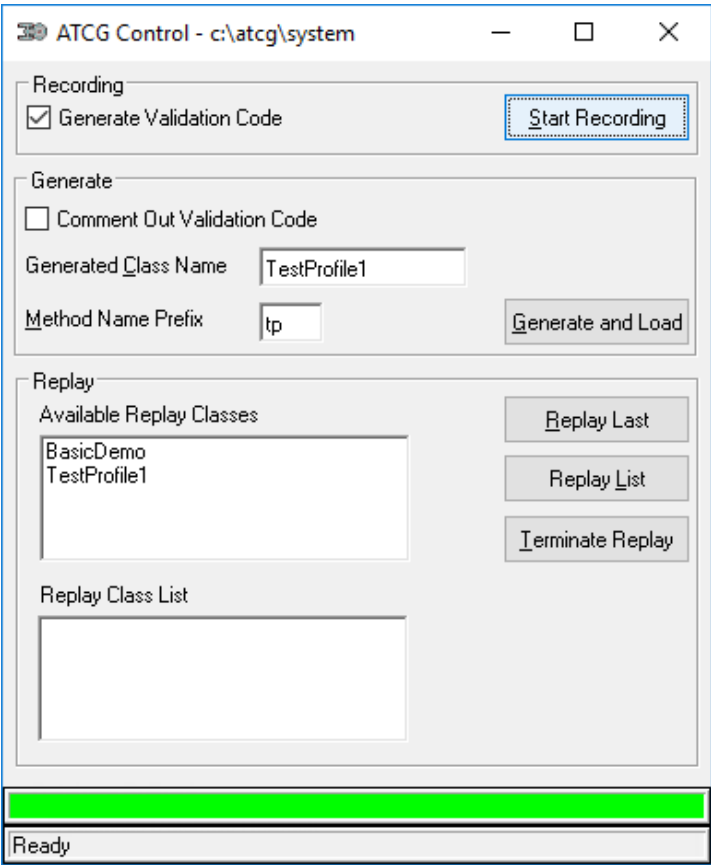 ATCG Control - c:\atcg\system
Recording
Generate Validation Code
Start Recording
Generate
Comment Out Validation Code
Generated Class Name
TestProfile1
Method Name Prefix
tp
Generate and Load
Replay
Available Replay Classes
Replay Last
BasicDemo
TestProfile1
Replay List
Terminate Replay
Replay Class List
Ready